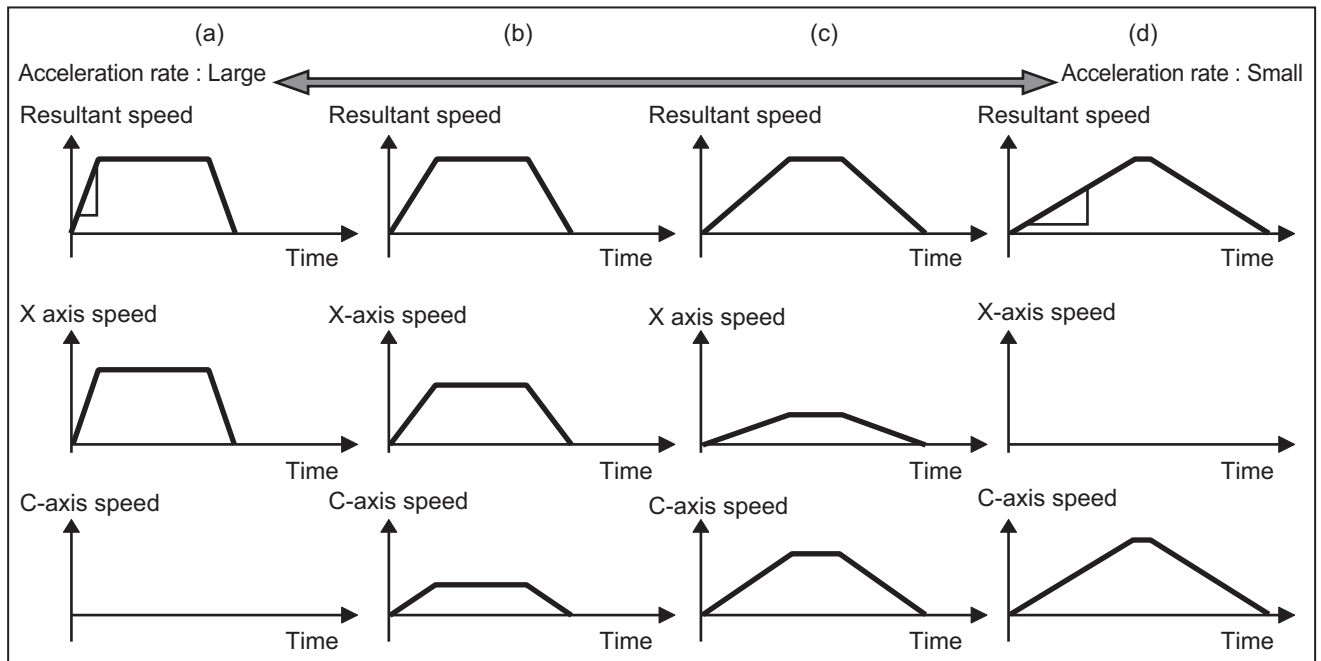 (a) (b) (c) (d)
Acceleration rate : Large Acceleration rate : Small
Resultant speed Resultant speed Resultant speed Resultant speed
Time Time Time Time
X axis speed X-axis speed X axis speed X-axis speed
Time Time Time Time
C-axis speed C-axis speed C-axis speed C-axis speed
Time Time Time Time